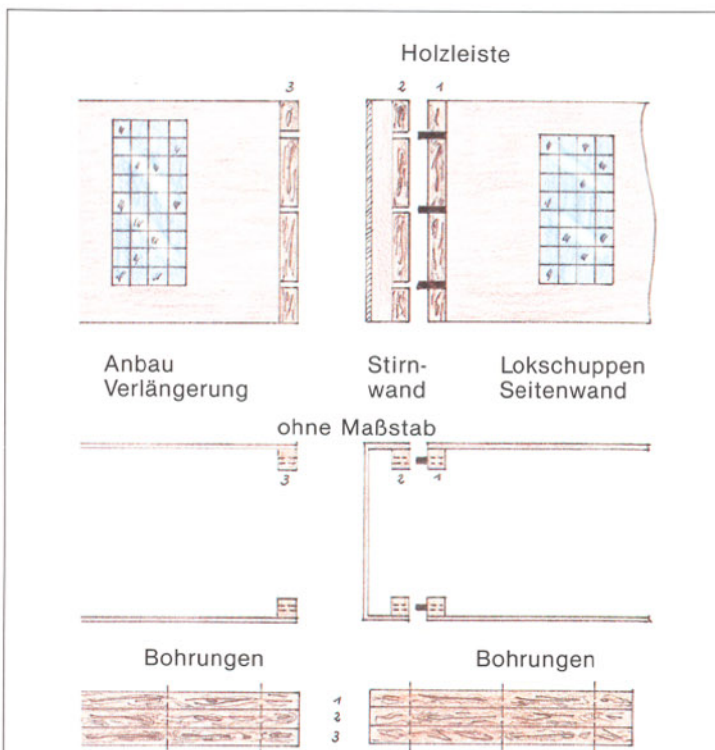 Holzleiste
3 2 1
Anbau
Verlängerung
Stirn-
wand
Lokschuppen
Seitenwand
ohne Maßstab
3 2 1
Bohrungen Bohrungen
1
2
3